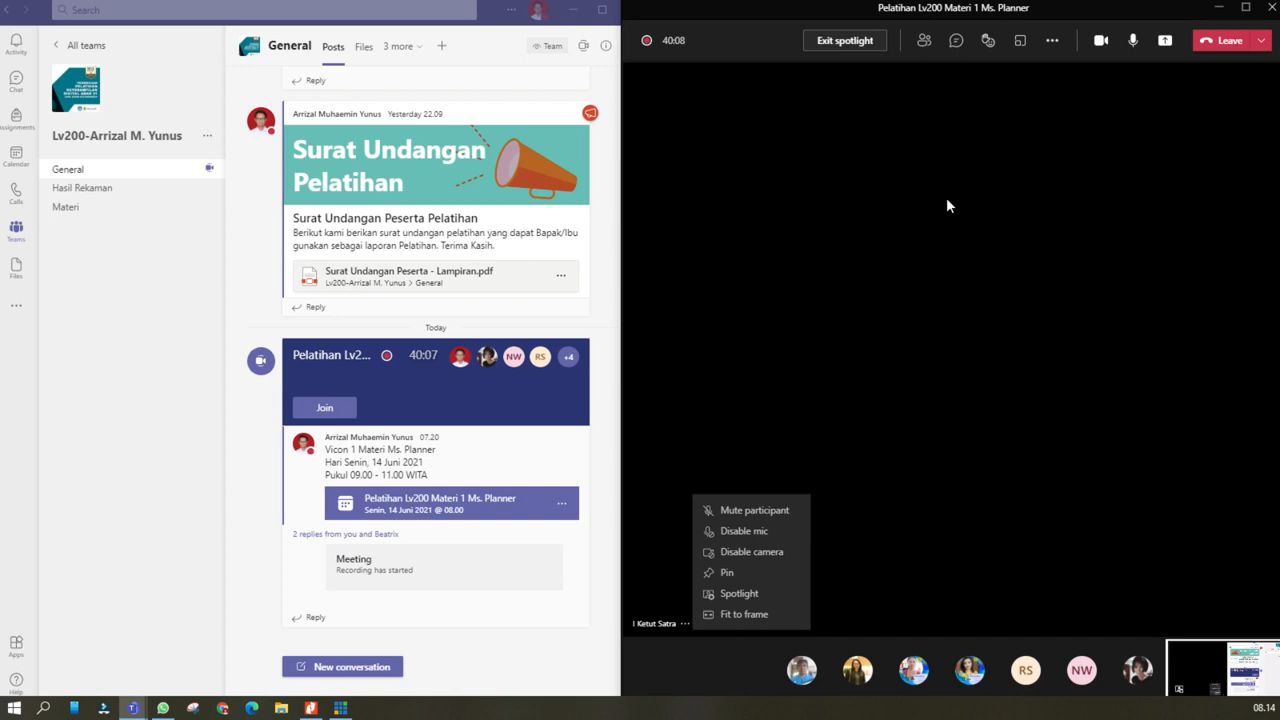 Search
Pelatihan Lv200 Materi 1 Ms. Planner
Activity
Chat
Assignments
Calendar
Calls
Teams
Files
Apps
Help
All teams
Lv200-Arrizal M. Yunus
General
Hasil Rekaman
Materi
General
Posts
Files
3 more
Team
Reply
Arrizal Muhaemin Yunus Yesterday 22.09
Surat Undangan
Pelatihan
Surat Undangan Peserta Pelatihan
Berikut kami berikan surat undangan pelatihan yang dapat Bapak/Ibu
gunakan sebagai laporan Pelatihan. Terima Kasih.
Surat Undangan Peserta - Lampiran.pdf
Lv200-Arrizal M. Yunus > General
Reply
Today
Pelatihan Lv2... 40:07 NW RS +4
Join
Arrizal Muhaemin Yunus 07.20
Vicon 1 Materi Ms. Planner
Hari Senin, 14 Juni 2021
Pukul 09.00 - 11.00 WITA
Pelatihan Lv200 Materi 1 Ms. Planner
Senin, 14 Juni 2021 @ 08.00
2 replies from you and Beatrix
Meeting
Recording has started
Reply
New conversation
40:08
Exit spotlight
Leave
Mute participant
Disable mic
Disable camera
Pin
Spotlight
Fit to frame
I Ketut Satra
RS
NW
08.14